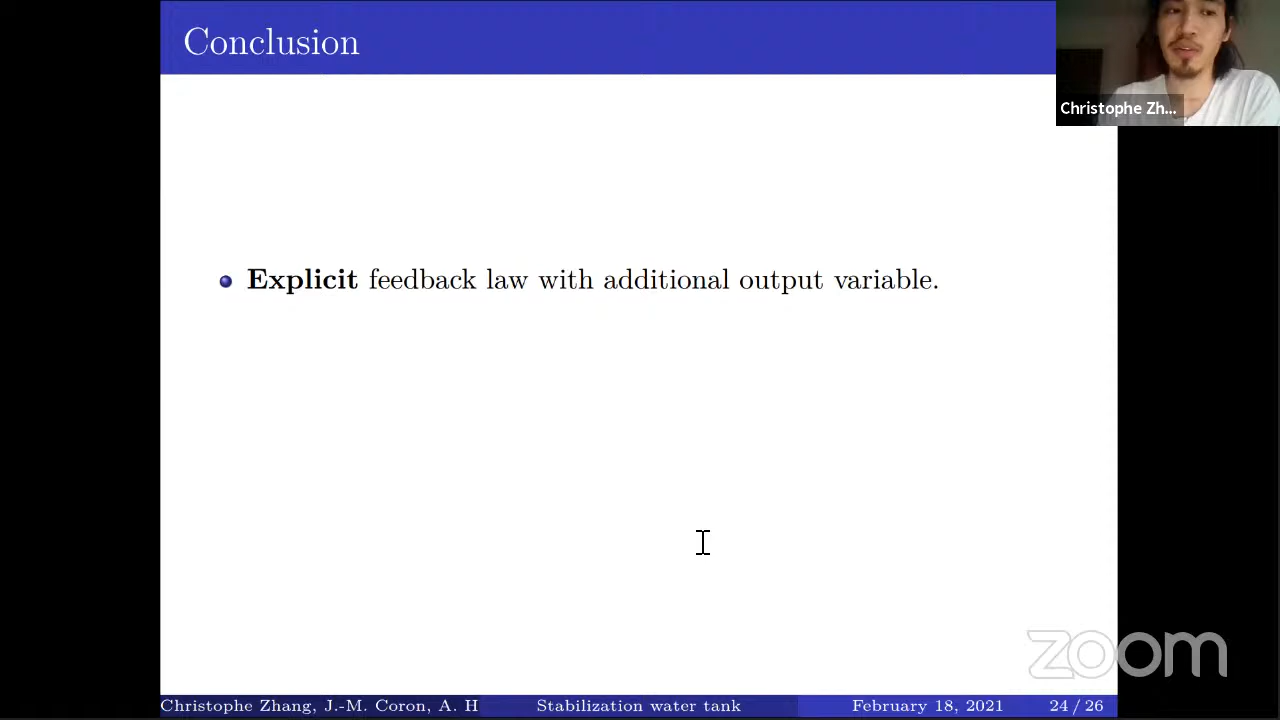 Conclusion
Christophe Zh...
Explicit feedback law with additional output variable.
zoom
Christophe Zhang, J.-M. Coron, A. H
Stabilization water tank
February 18, 2021
24 / 26